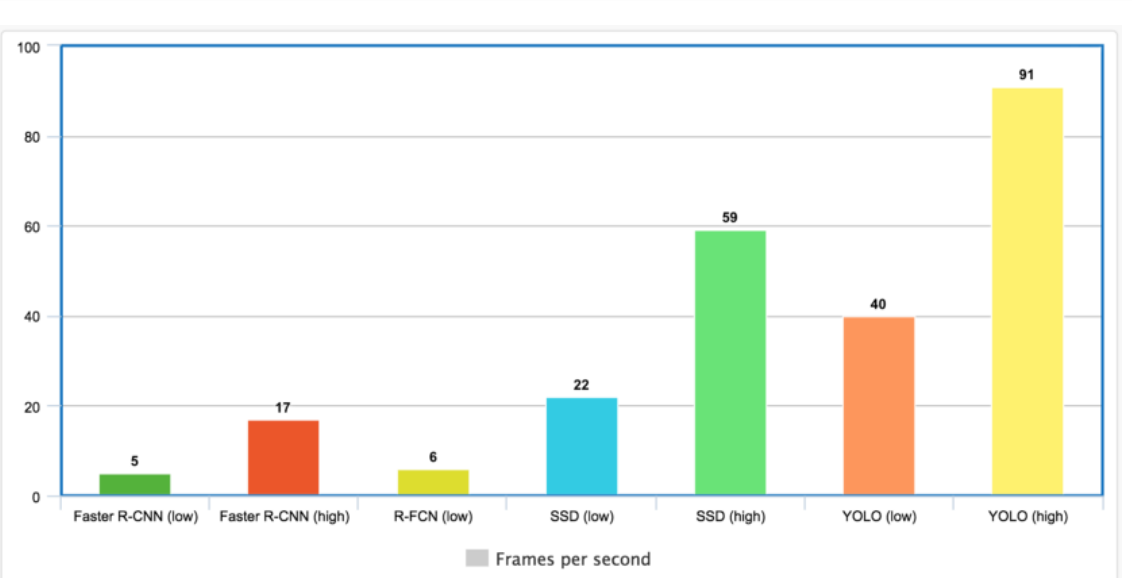 100
80
60
40
20
0
5
17
6
22
59
40
91
Faster R-CNN (low)
Faster R-CNN (high)
R-FCN (low)
SSD (low)
SSD (high)
YOLO (low)
YOLO (high)
Frames per second